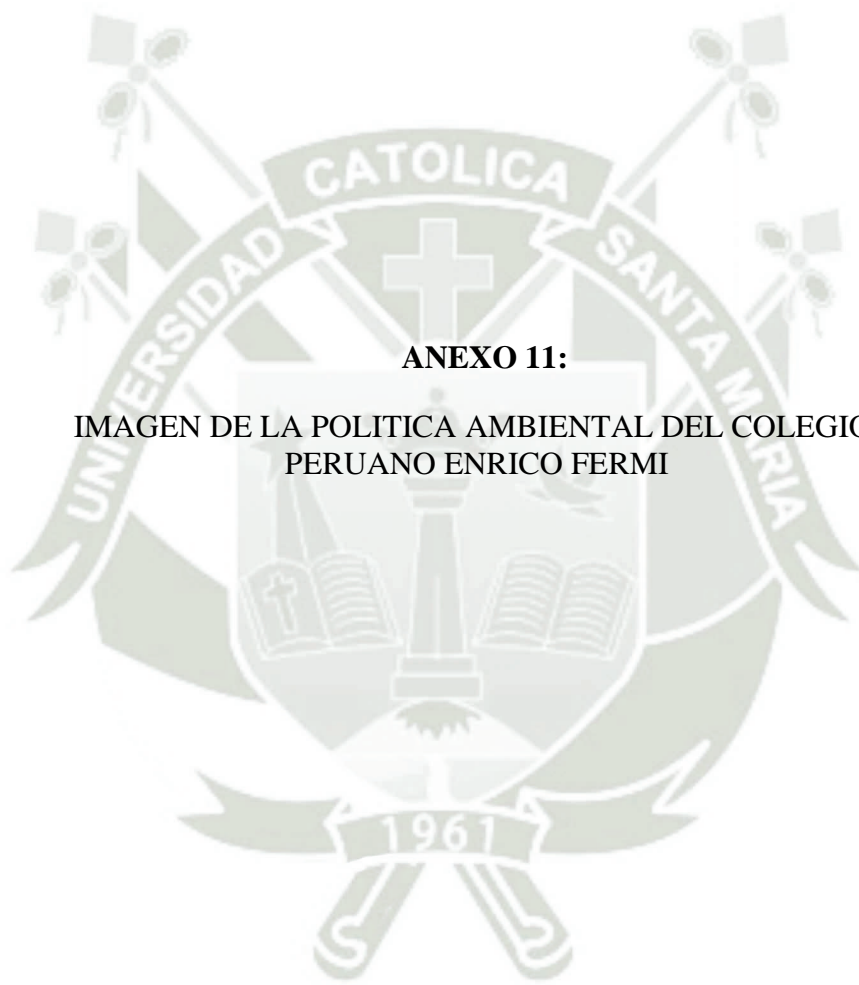 UNIVERSIDAD CATOLICA SANTA MARIA
ANEXO 11:
IMAGEN DE LA POLITICA AMBIENTAL DEL COLEGIO
PERUANO ENRICO FERMI
1961